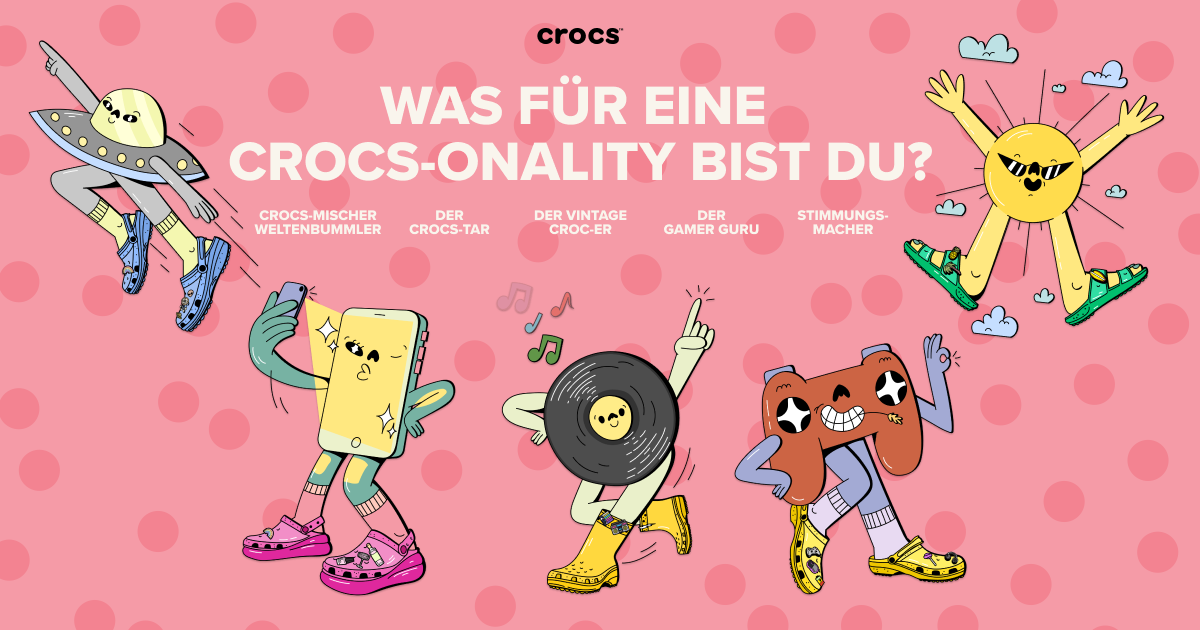 crocs™
WAS FÜR EINE
CROCS-ONALITY BIST DU?
CROCS-MISCHER
WELTENBUMMLER
DER
CROCS-TAR
DER VINTAGE
CROC-ER
DER
GAMER GURU
STIMMUNGS-
MACHER